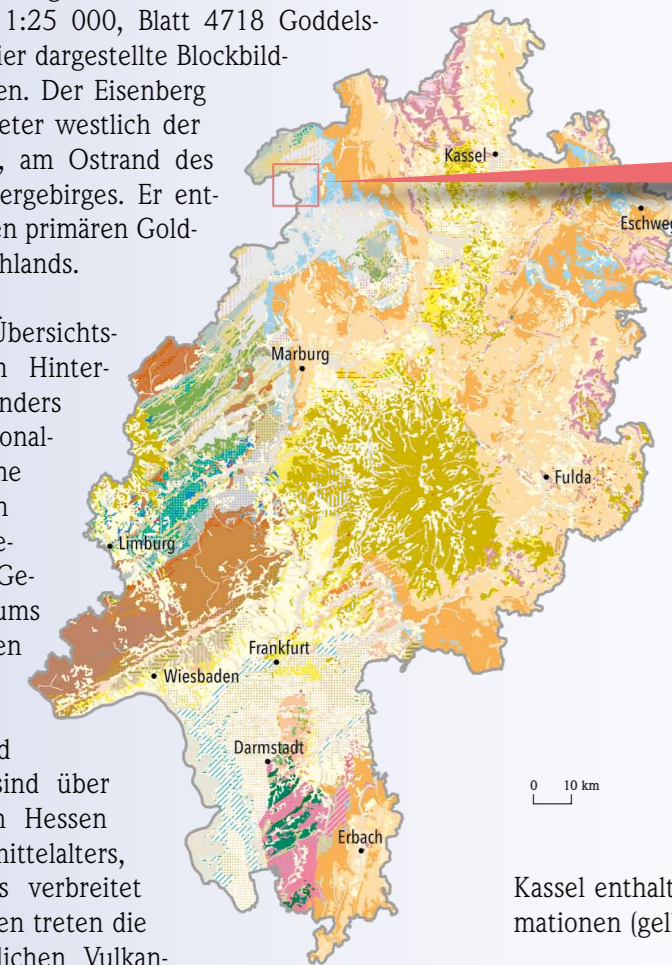 1:25 000, Blatt 4718 Goddels-
ier dargestellte Blockbild-
en. Der Eisenberg
eter westlich der
, am Ostrand des
ergebirges. Er ent-
en primären Gold-
hlands.
Übersichts-
n Hinter-
nders
onal-
ne
n
e-
Ge-
ums
en
d
sind über
n Hessen
mittelalters,
s verbreitet
en treten die
lichen Vulkan-
Kassel
Eschweg
Marburg
Fulda
Limburg
Frankfurt
Wiesbaden
Darmstadt
Erbach
0 10 km
Kassel enthalt
mationen (gel